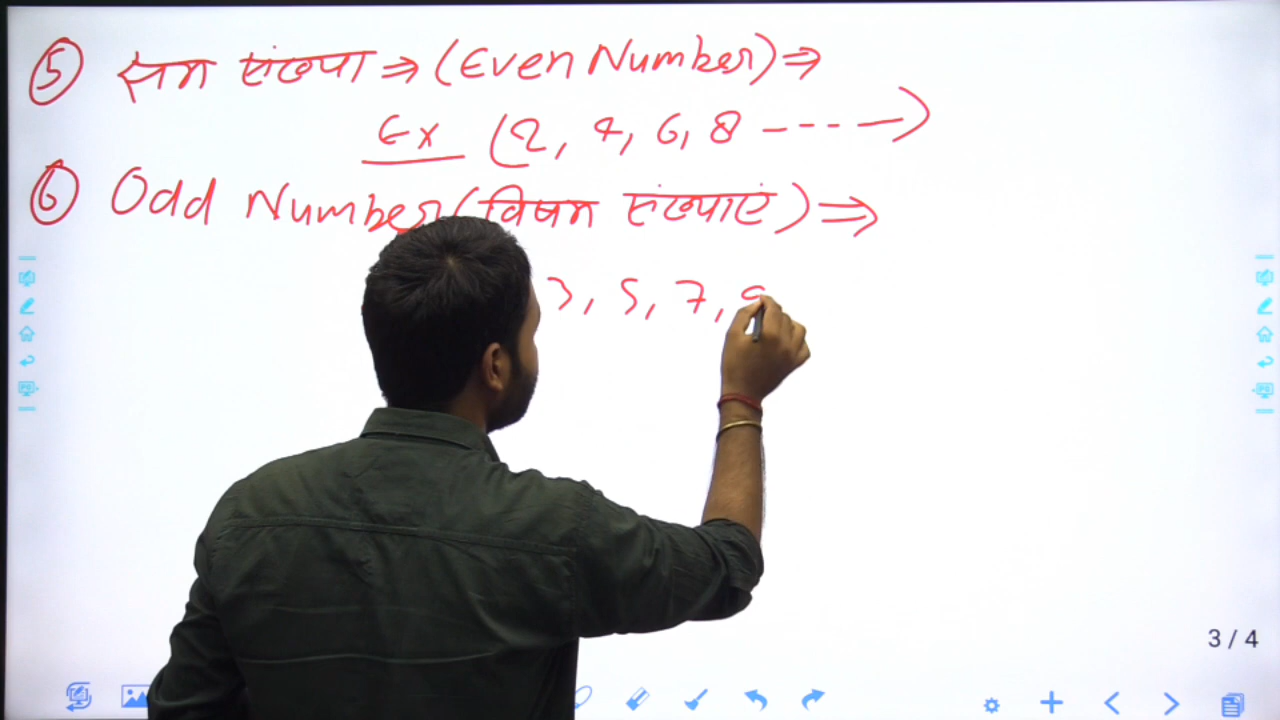 5 सम संख्या ⇒ (Even Number) ⇒
Ex (2, 4, 6, 8 ----→)
6 Odd Number (विषम संख्याएं) ⇒
3, 5, 7, 9
3 / 4